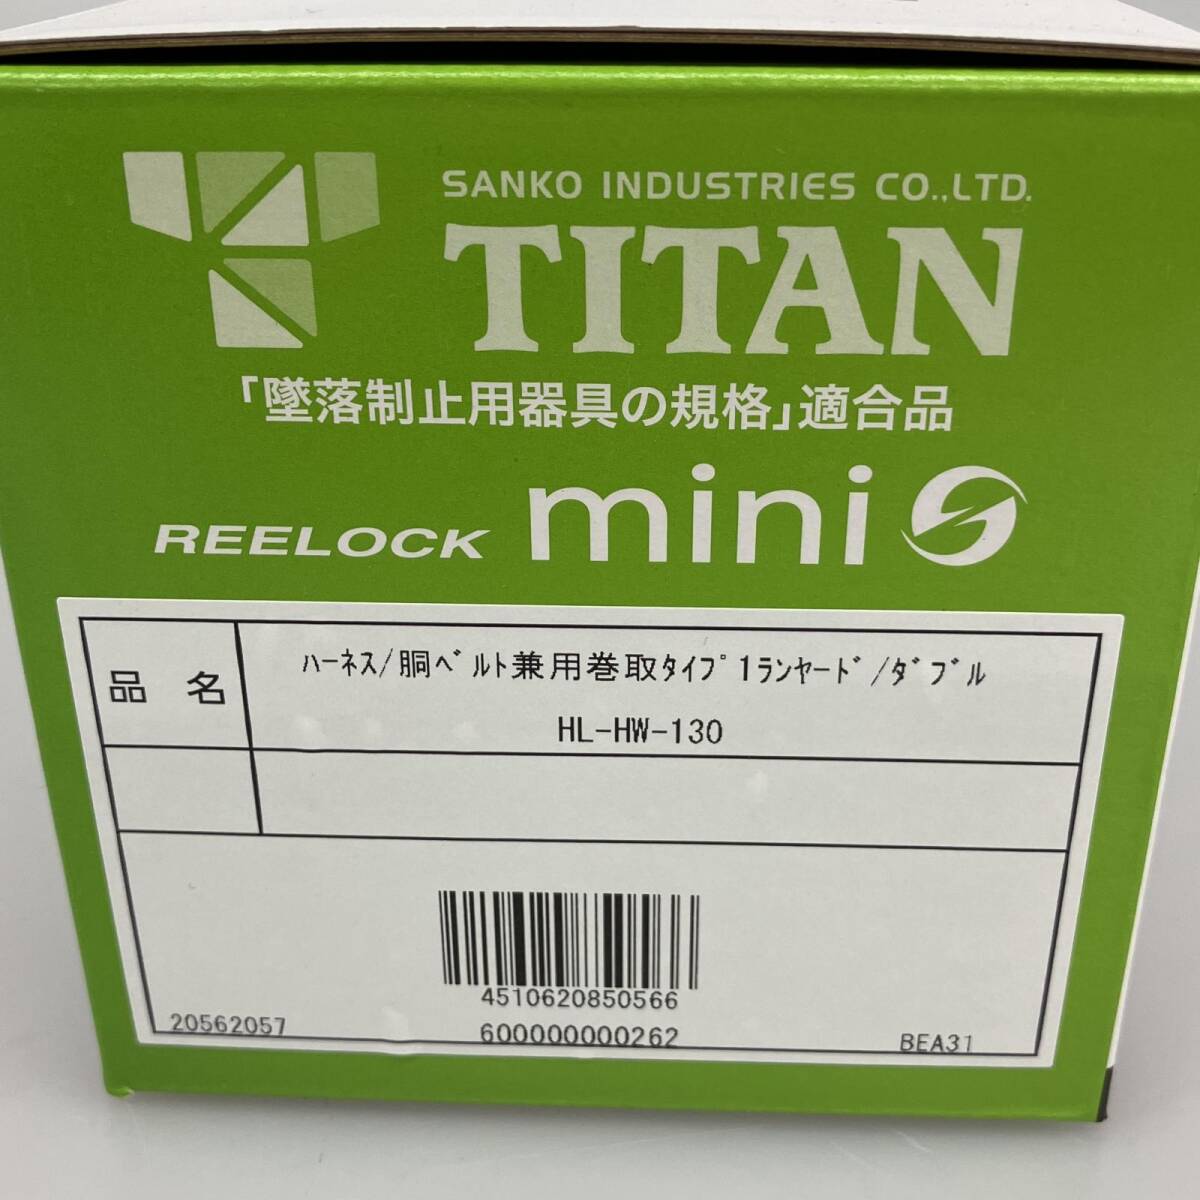 SANKO INDUSTRIES CO.,LTD.
TITAN
「墜落制止用器具の規格」適合品
REELOCK mini S
品 名
ﾊｰﾈｽ/胴ﾍﾞﾙﾄ兼用巻取ﾀｲﾌﾟ1ﾗﾝﾔｰﾄﾞ/ﾀﾞﾌﾞﾙ
HL-HW-130
4510620850566
20562057
600000000262
BEA31